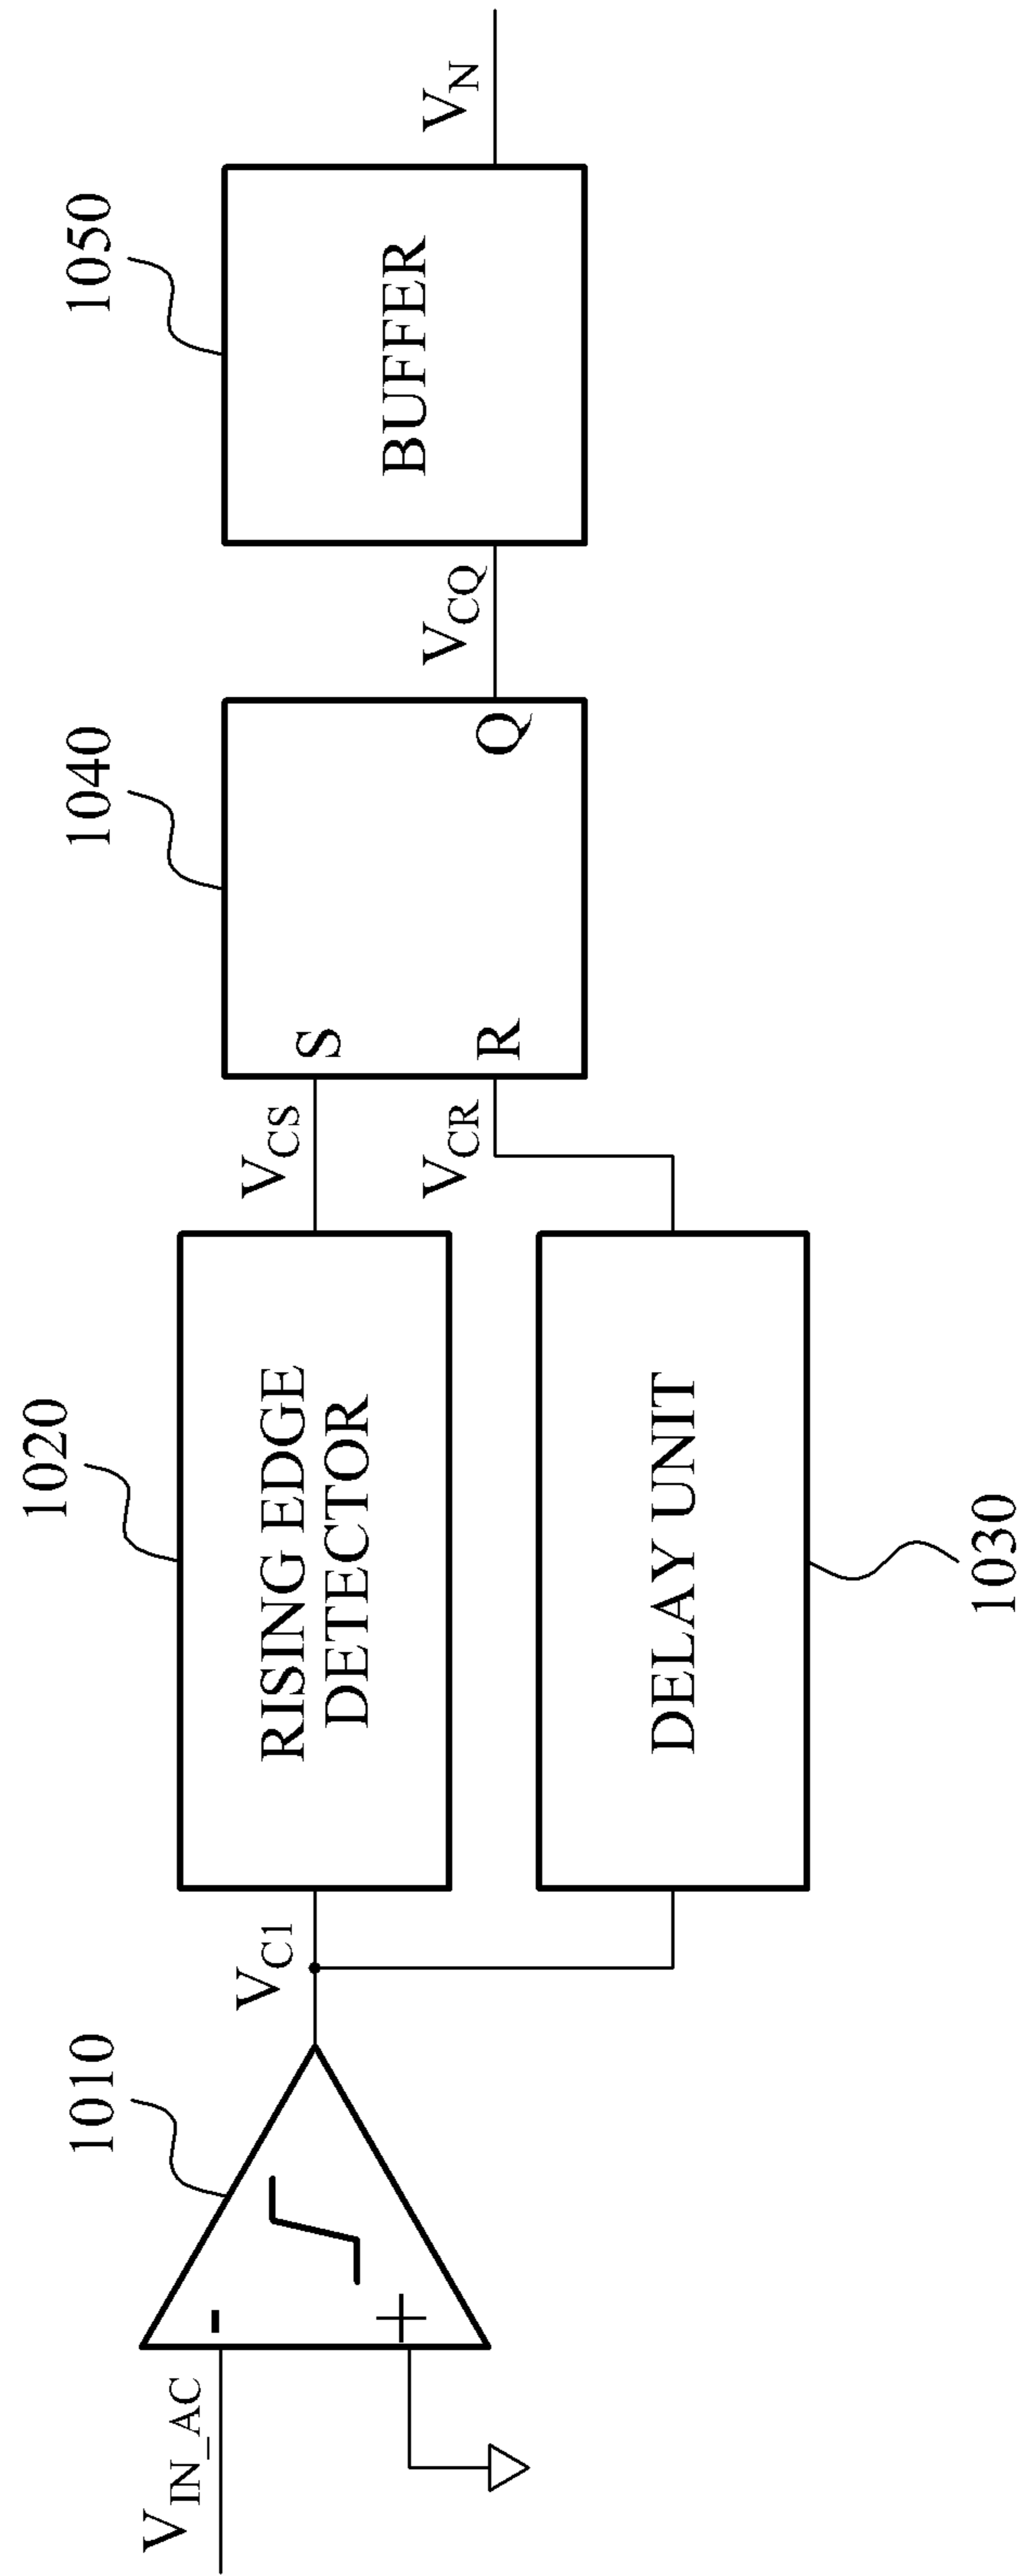 V_IN_AC
-
+
1010
V_C1
1020
RISING EDGE
DETECTOR
DELAY UNIT
1030
V_CS
V_CR
1040
S
R
Q
V_CQ
1050
BUFFER
V_N